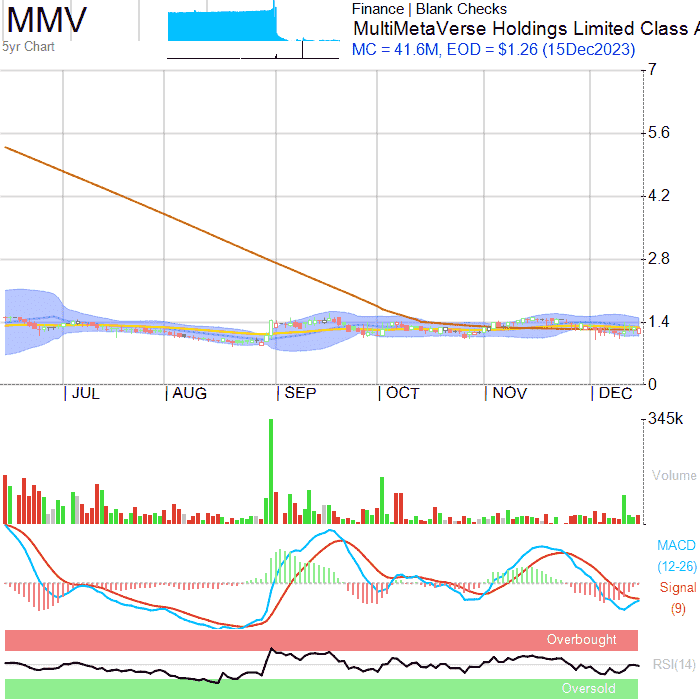 MMV
5yr Chart
Finance | Blank Checks
MultiMetaVerse Holdings Limited Class A
MC = 41.6M, EOD = $1.26 (15Dec2023)
7
5.6
4.2
2.8
1.4
0
JUL AUG SEP OCT NOV DEC
345k
Volume
MACD
(12-26)
Signal
(9)
Overbought
RSI(14)
Oversold